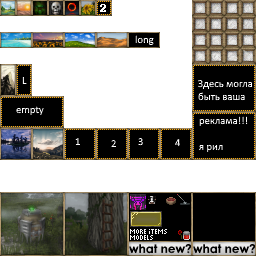 2
long
L
Здесь могла
быть ваша
empty
реклама!!!
1
2
3
4
я рил
MORE ITEMS
MODELS
what new?
what new?